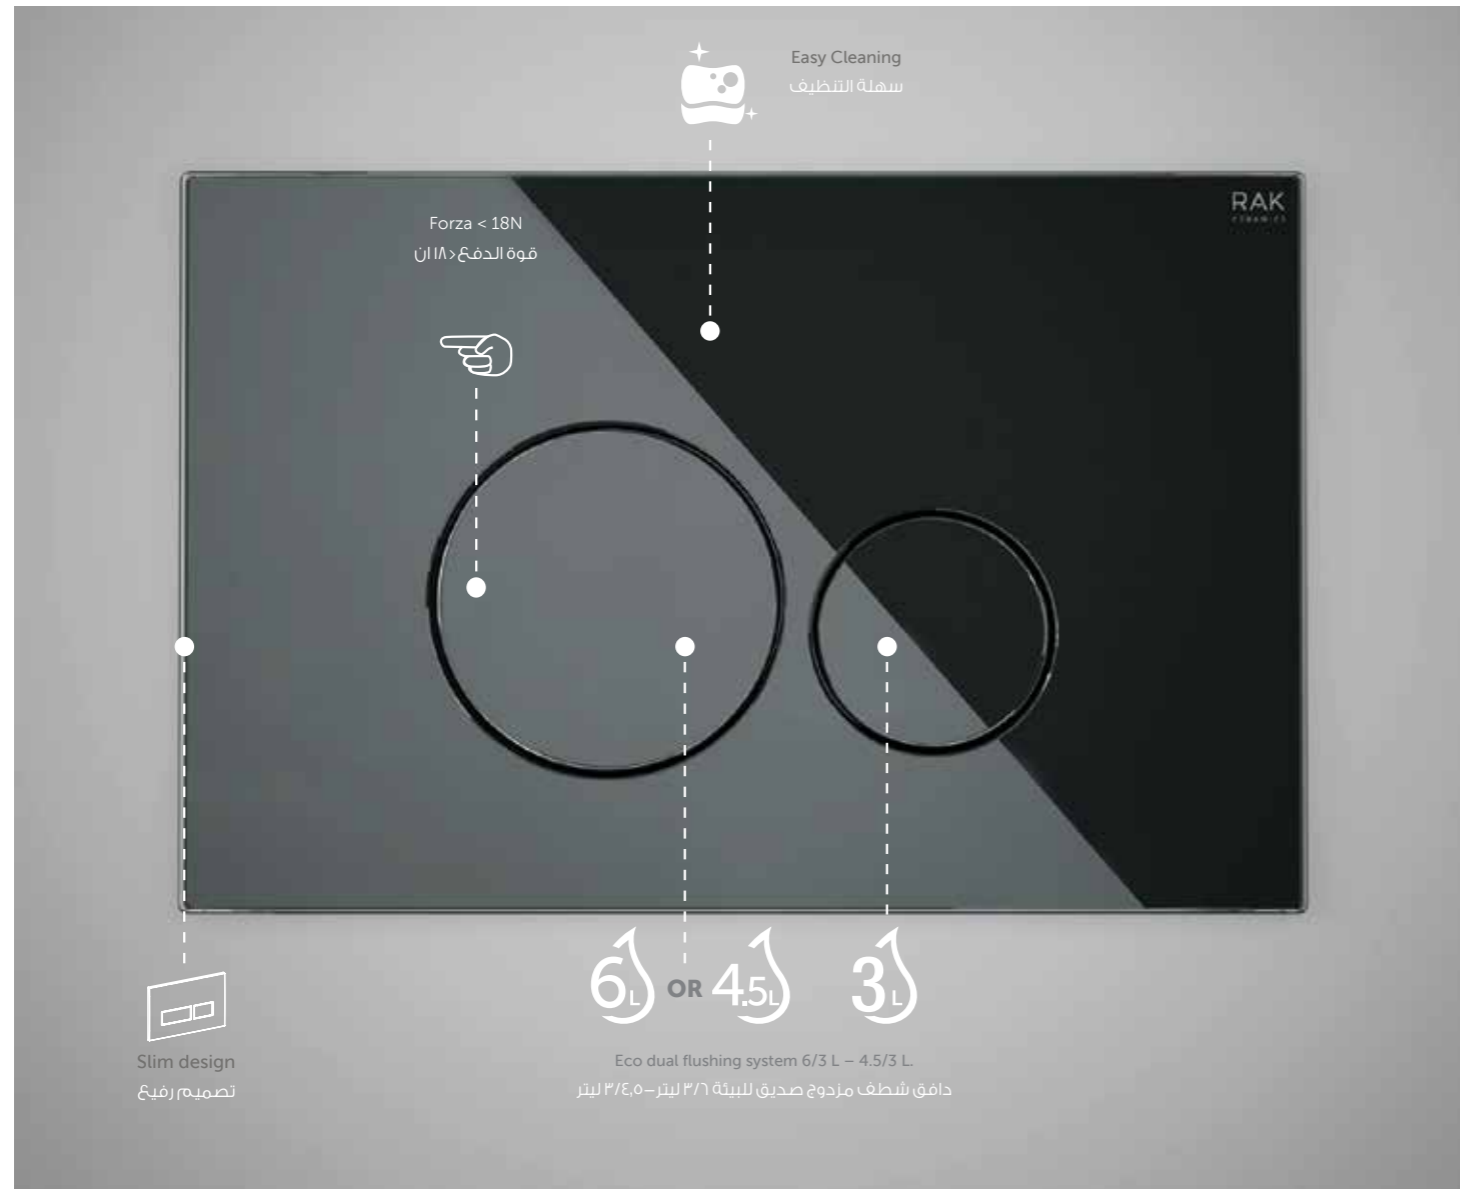 Easy Cleaning
سهلة التنظيف
RAK
CERAMICS
Forza < 18N
قوة الدفع < ١٨ ان
6L OR 4.5L 3L
Slim design
تصميم رفيع
Eco dual flushing system 6/3 L – 4.5/3 L.
دافق شطف مزدوج صديق للبيئة ٣/٦ ليتر – ٣/٤,٥ ليتر